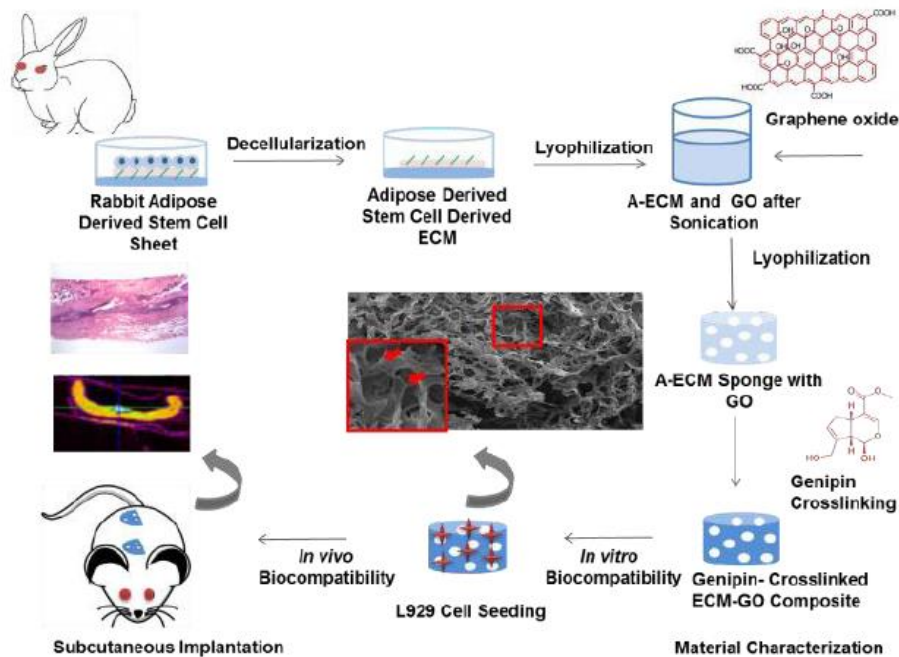 COOH
HOOC
HOOC
COOH
Graphene oxide
Decellularization
Lyophilization
Rabbit Adipose
Derived Stem Cell
Sheet
Adipose Derived
Stem Cell Derived
ECM
A-ECM and GO after
Sonication
Lyophilization
A-ECM Sponge with
GO
HO
OH
Genipin
Crosslinking
In vivo
Biocompatibility
In vitro
Biocompatibility
L929 Cell Seeding
Genipin- Crosslinked
ECM-GO Composite
Subcutaneous Implantation
Material Characterization